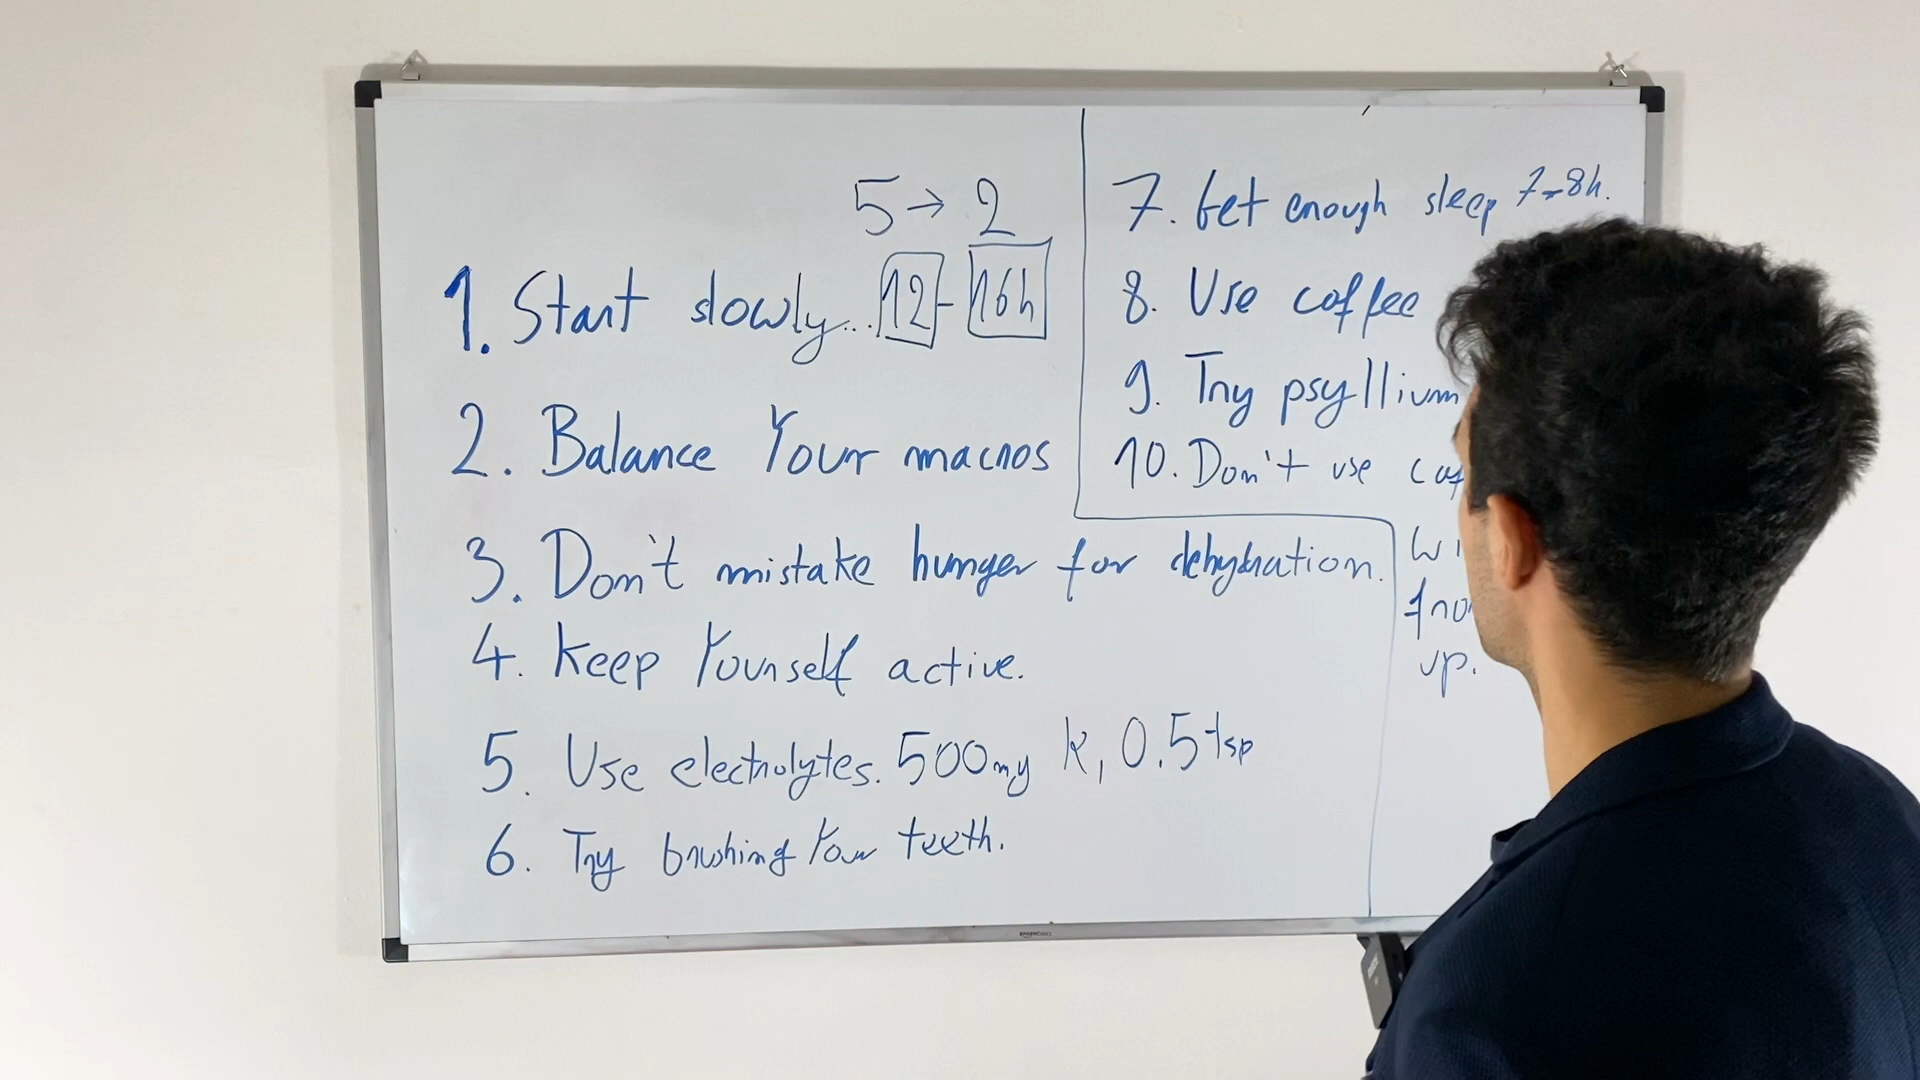 5 → 2
1. Start slowly... 12 - 16h
2. Balance Your macros
3. Don't mistake hunger for dehydration.
4. Keep Yourself active.
5. Use electrolytes. 500mg K, 0.5 tsp
6. Try brushing Your teeth.
7. Get enough sleep 7-8h.
8. Use coffee
9. Try psyllium
10. Don't use
up.